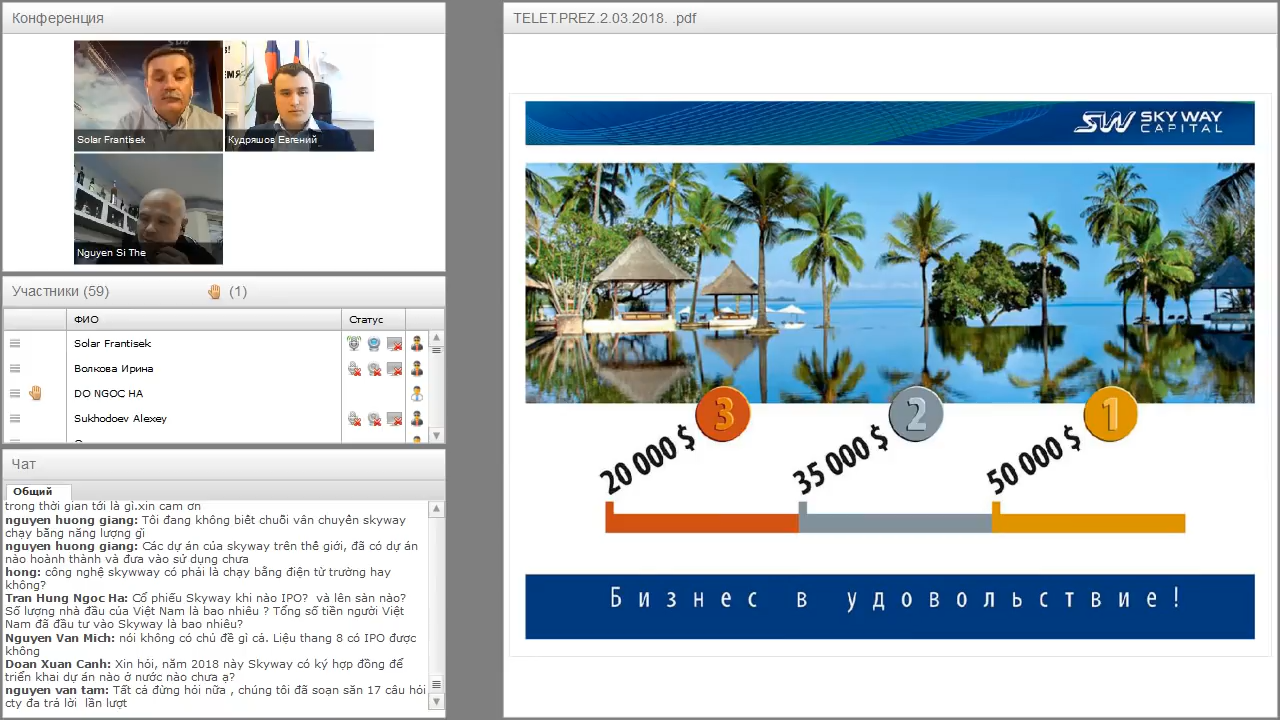 Конференция
Solar Frantisek
Кудряшов Евгений
Nguyen Si The
Участники (59)
(1)
ФИО
Статус
Solar Frantisek
Волкова Ирина
DO NGOC HA
Sukhodoev Alexey
Чат
Общий
trong thời gian tới là gì.xin cam ơn
nguyen huong giang: Tôi đang không biết chuỗi vân chuyển skyway
chạy bằng năng lượng gì
nguyen huong giang: Các dự án của skyway trên thế giới, đã có dự án
nào hoành thành và đưa vào sử dụng chưa
hong: công nghệ skywway có phải là chạy bằng điện từ trường hay
không?
Tran Hung Ngoc Ha: Cổ phiếu Skyway khi nào IPO?  và lên sàn nào?
Số lượng nhà đầu của Việt Nam là bao nhiêu ? Tổng số tiền người Việt
Nam đã đầu tư vào Skyway là bao nhiêu?
Nguyen Van Mich: nói không có chủ đề gì cả. Liệu thang 8 có IPO được
không
Doan Xuan Canh: Xin hỏi, năm 2018 này Skyway có ký hợp đồng để
triển khai dự án nào ở nước nào chưa ạ?
nguyen van tam: Tất cả đừng hỏi nữa , chúng tôi đã soạn sẵn 17 câu hỏi
cty đa trả lời  lần lượt
TELET.PREZ.2.03.2018. .pdf
SW SKY WAY
CAPITAL
3
2
1
20 000 $
35 000 $
50 000 $
Бизнес в удовольствие!